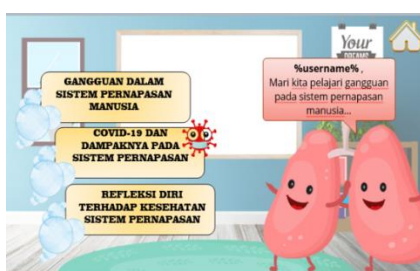 GANGGUAN DALAM
SISTEM PERNAPASAN
MANUSIA
COVID-19 DAN
DAMPAKNYA PADA
SISTEM PERNAPASAN
REFLEKSI DIRI
TERHADAP KESEHATAN
SISTEM PERNAPASAN
Your
%username% ,
Mari kita pelajari gangguan
pada sistem pernapasan
manusia...